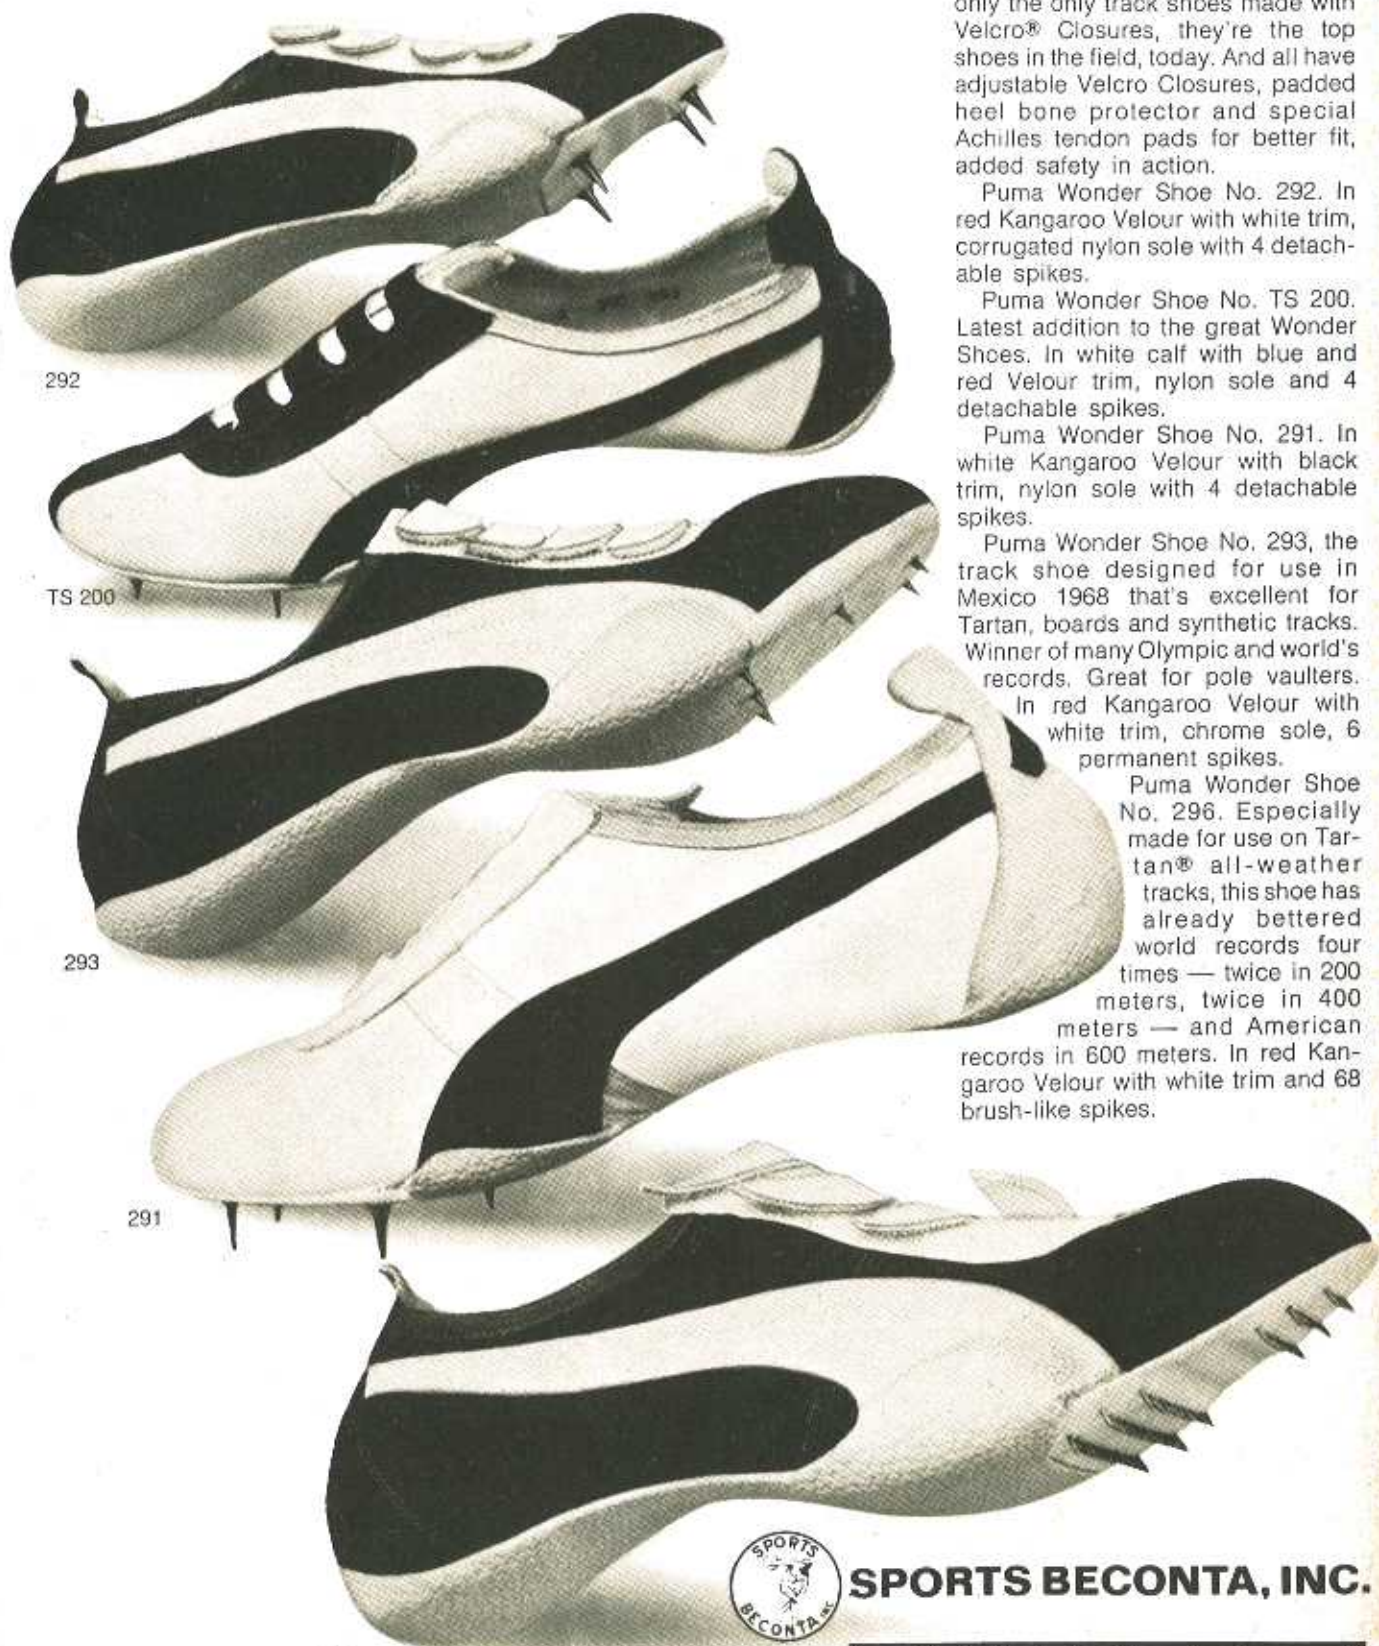 only the only track shoes made with
Velcro® Closures, they're the top
shoes in the field, today. And all have
adjustable Velcro Closures, padded
heel bone protector and special
Achilles tendon pads for better fit,
added safety in action.
Puma Wonder Shoe No. 292. In
red Kangaroo Velour with white trim,
corrugated nylon sole with 4 detach-
able spikes.
Puma Wonder Shoe No. TS 200.
Latest addition to the great Wonder
Shoes. In white calf with blue and
red Velour trim, nylon sole and 4
detachable spikes.
Puma Wonder Shoe No. 291. In
white Kangaroo Velour with black
trim, nylon sole with 4 detachable
spikes.
Puma Wonder Shoe No. 293, the
track shoe designed for use in
Mexico 1968 that's excellent for
Tartan, boards and synthetic tracks.
Winner of many Olympic and world's
records. Great for pole vaulters.
In red Kangaroo Velour with
white trim, chrome sole, 6
permanent spikes.
Puma Wonder Shoe
No. 296. Especially
made for use on Tar-
tan® all-weather
tracks, this shoe has
already bettered
world records four
times — twice in 200
meters, twice in 400
meters — and American
records in 600 meters. In red Kan-
garoo Velour with white trim and 68
brush-like spikes.
292
TS 200
293
291
SPORTS
BECONTA INC
SPORTS BECONTA, INC.